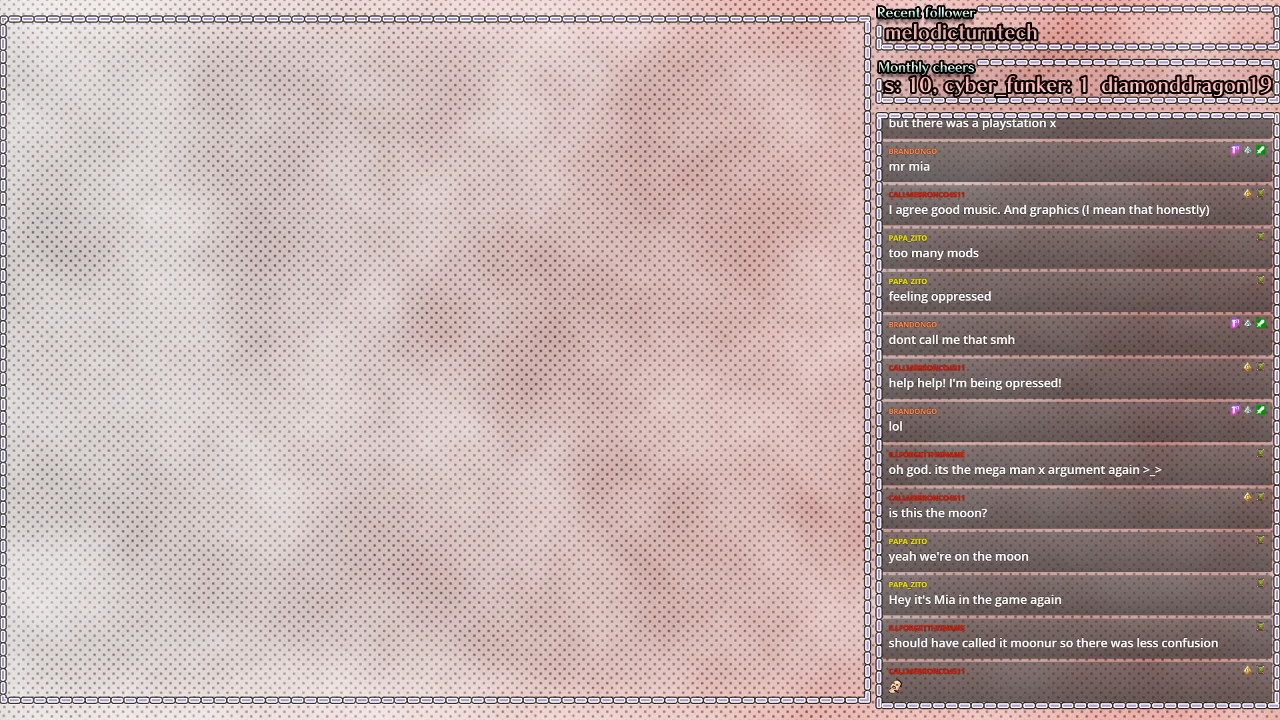 Recent follower
melodicturntech
Monthly cheers
s: 10, cyber_funker: 1 diamonddragon19
but there was a playstation x
BRANDONGO
mr mia
I agree good music. And graphics (I mean that honestly)
PAPA_ZITO
too many mods
PAPA_ZITO
feeling oppressed
BRANDONGO
dont call me that smh
help help! I'm being opressed!
BRANDONGO
lol
ILLFORGETTHISNAME
oh god. its the mega man x argument again >_>
is this the moon?
PAPA_ZITO
yeah we're on the moon
PAPA_ZITO
Hey it's Mia in the game again
ILLFORGETTHISNAME
should have called it moonur so there was less confusion